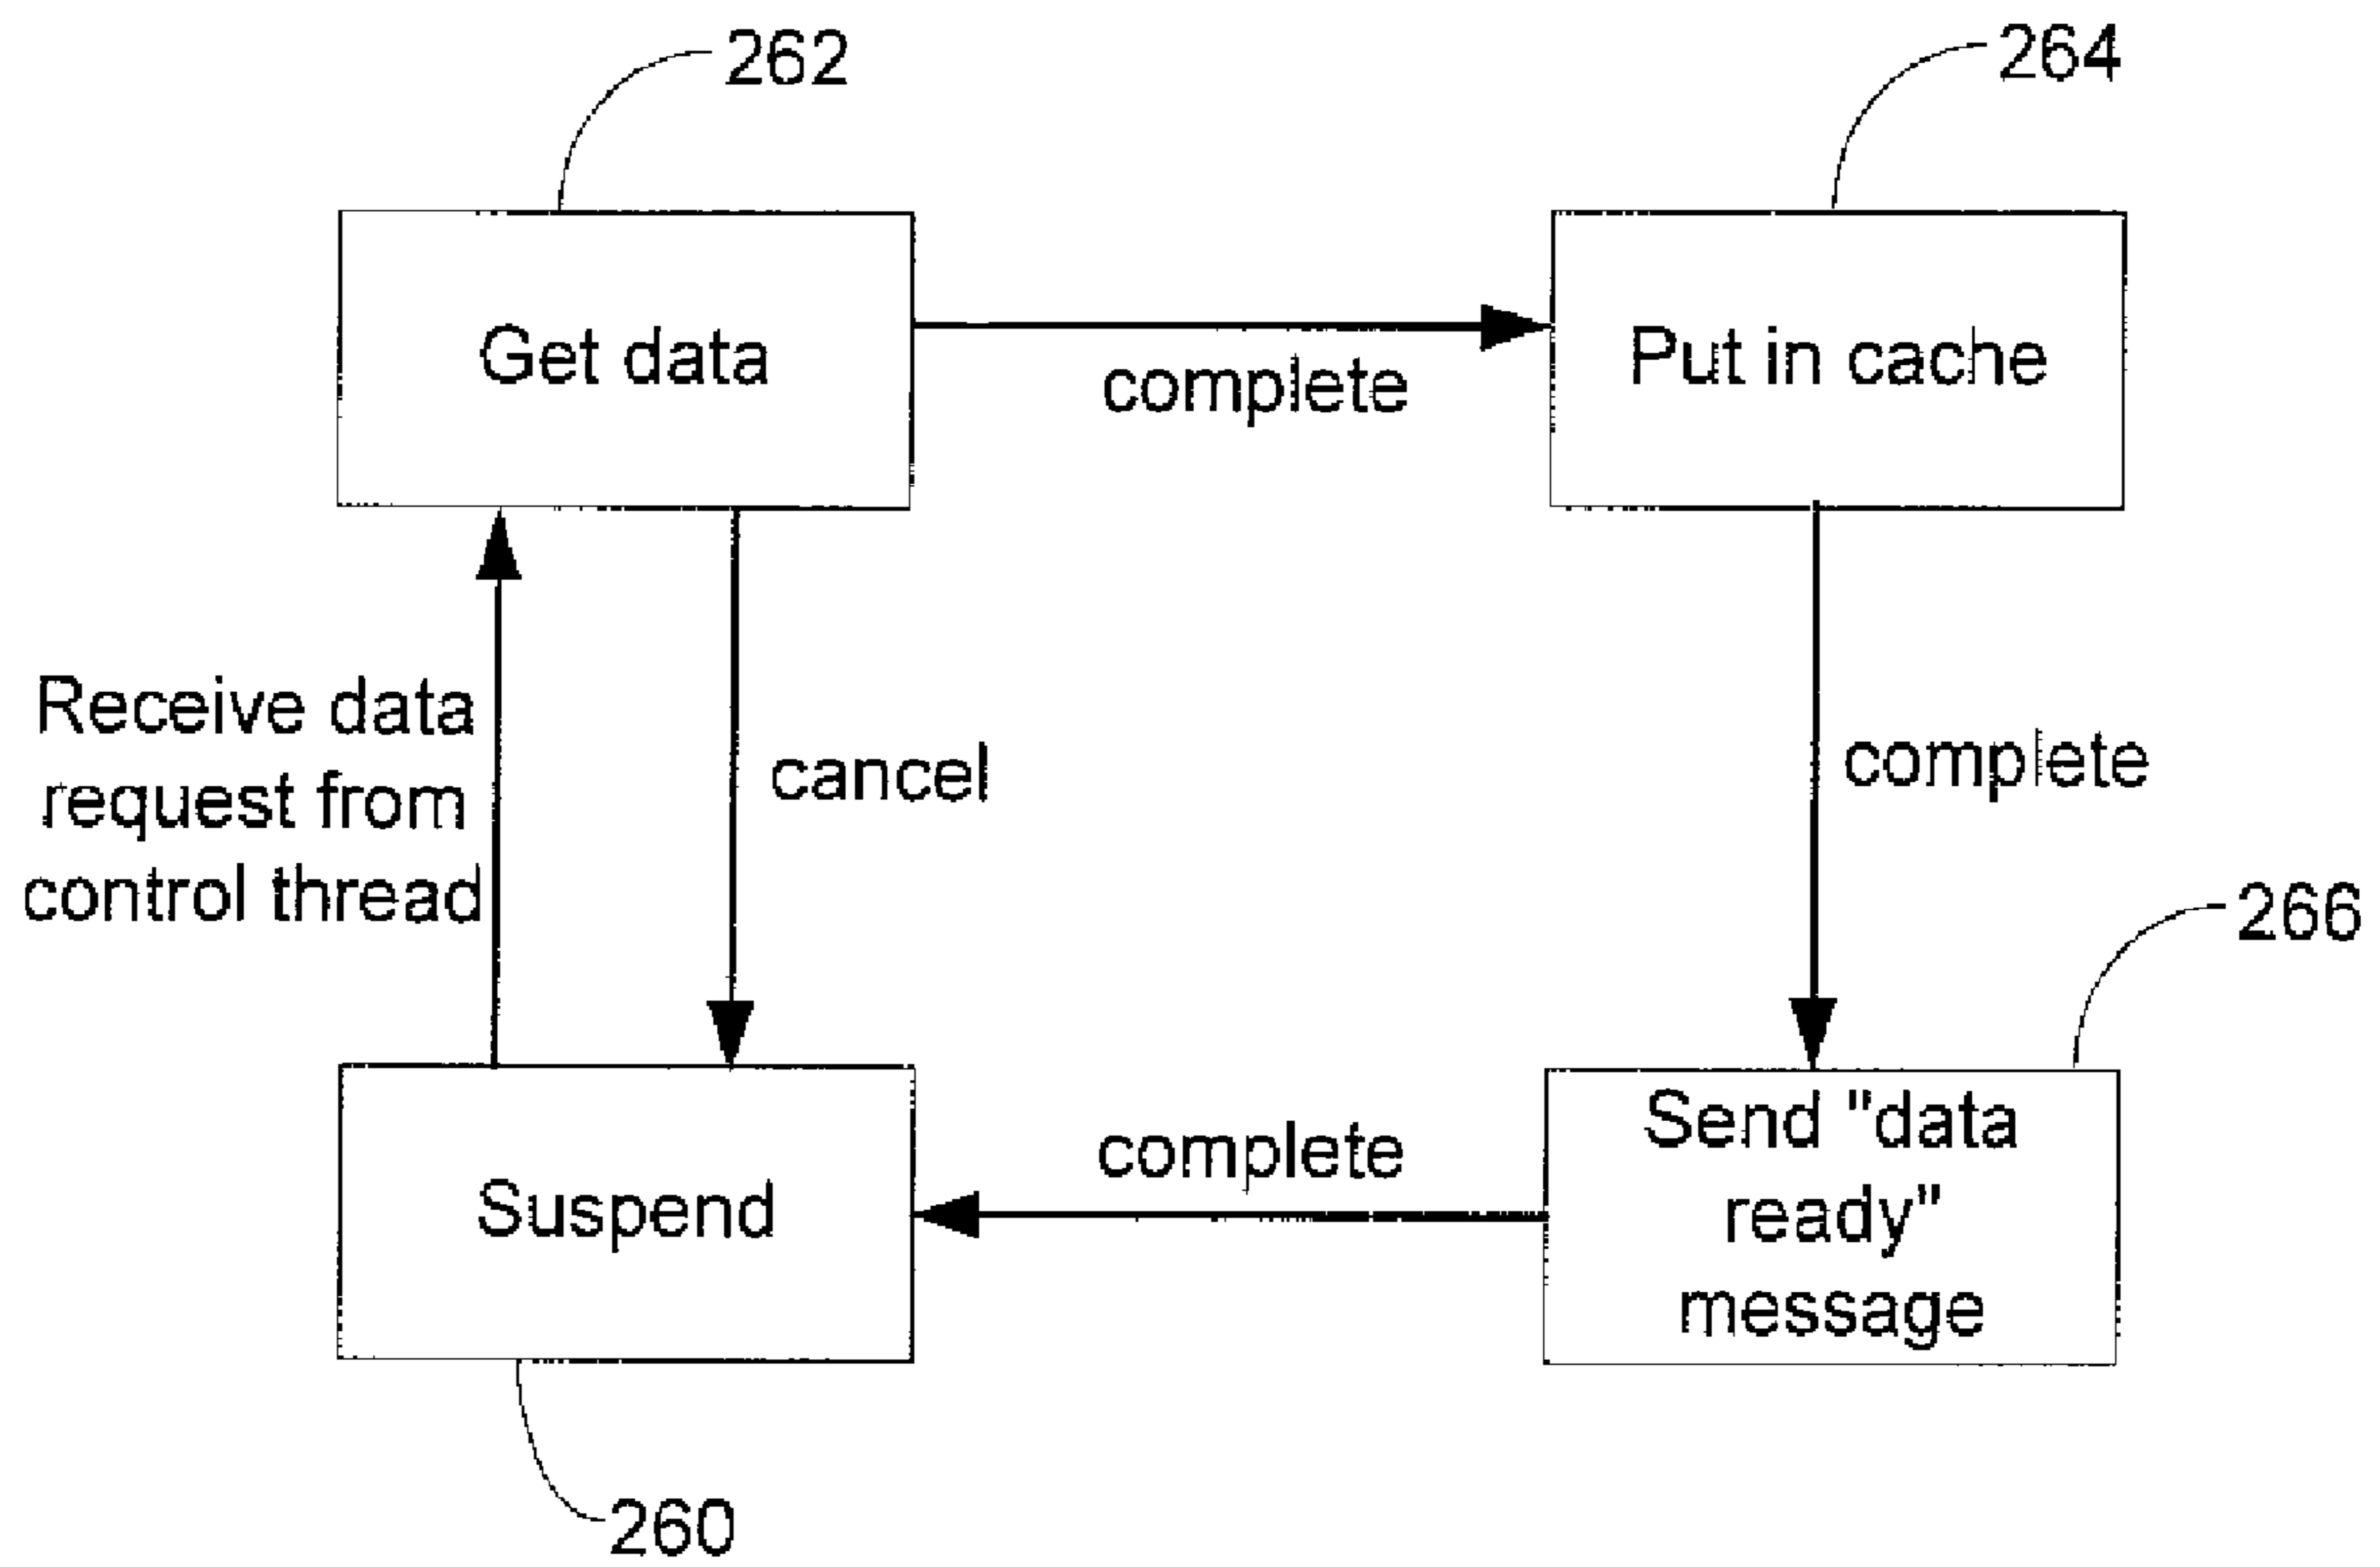 262
264
Get data
Put in cache
complete
Receive data
request from
control thread
cancel
complete
266
Suspend
complete
Send "data
ready"
message
260